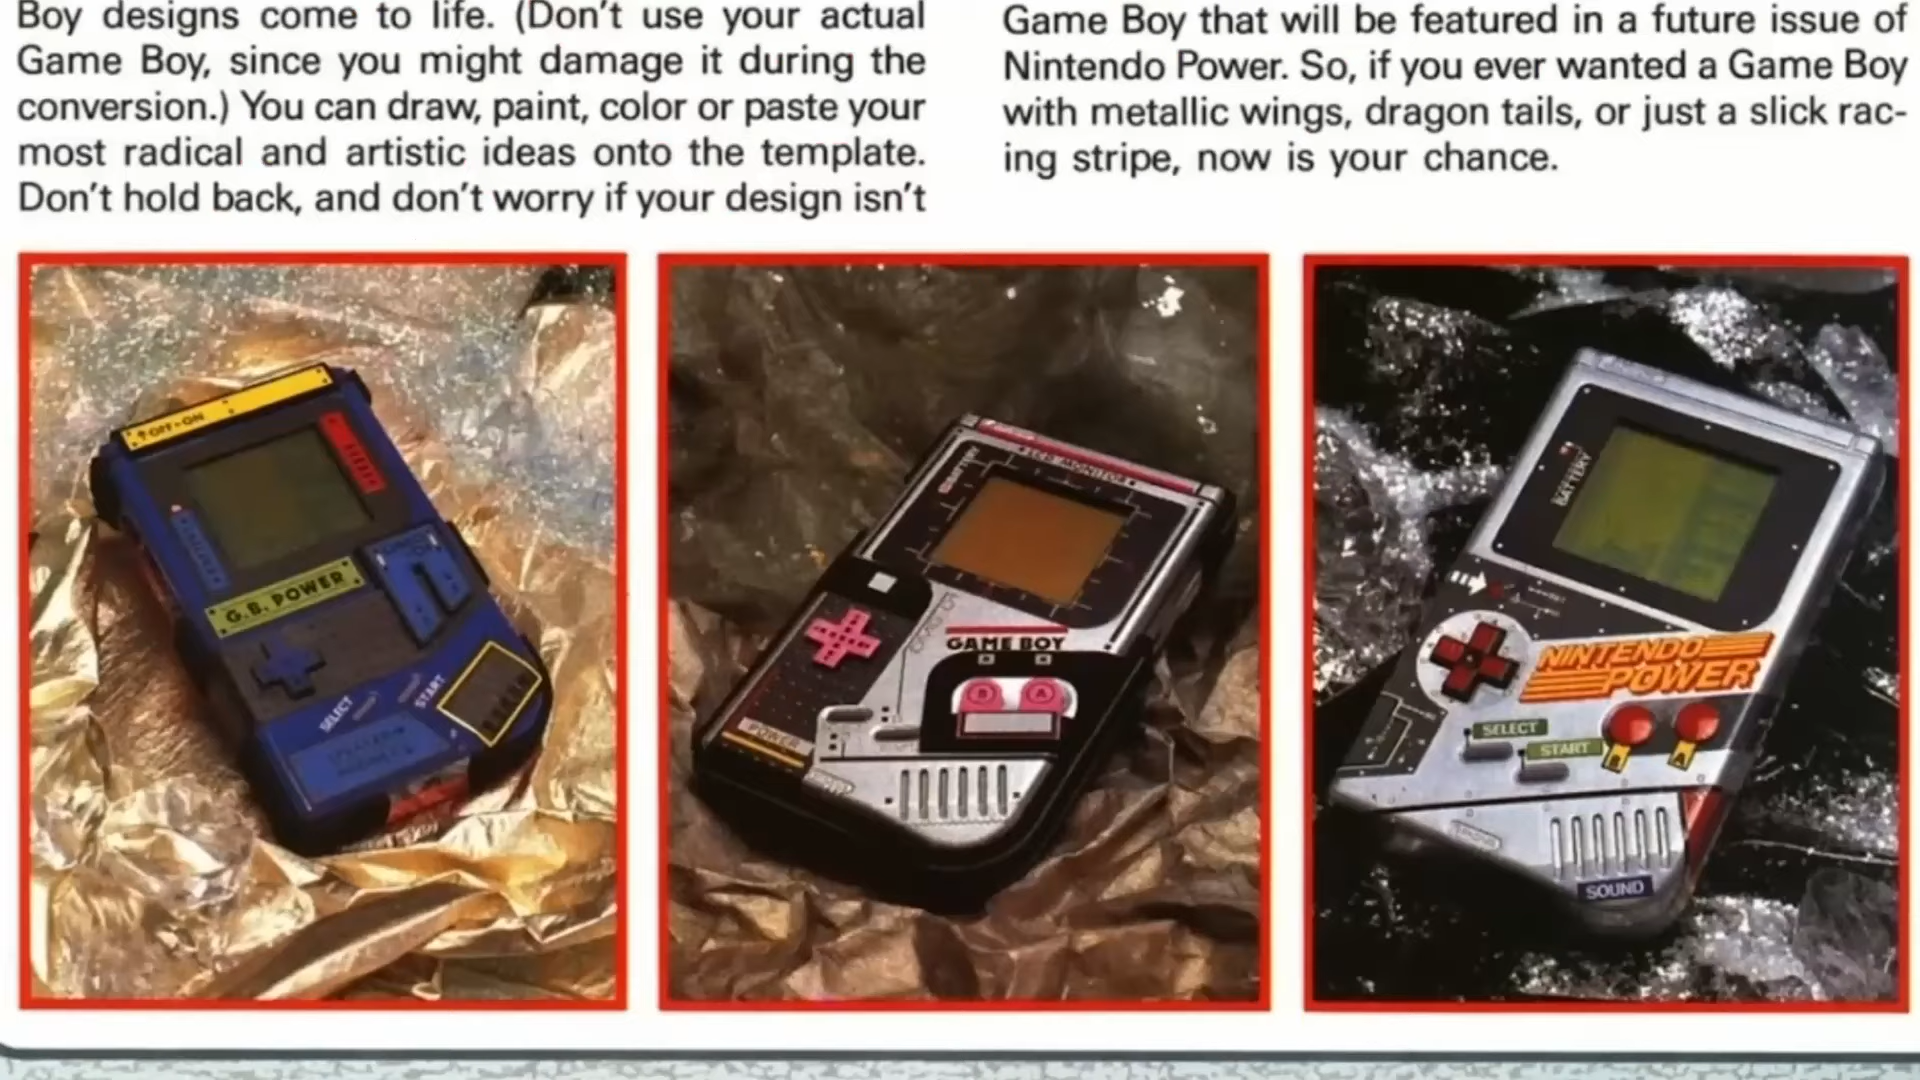 Boy designs come to life. (Don't use your actual
Game Boy, since you might damage it during the
conversion.) You can draw, paint, color or paste your
most radical and artistic ideas onto the template.
Don't hold back, and don't worry if your design isn't
Game Boy that will be featured in a future issue of
Nintendo Power. So, if you ever wanted a Game Boy
with metallic wings, dragon tails, or just a slick rac-
ing stripe, now is your chance.
OFF•ON
G.B. POWER
SELECT
START
LCD MONITOR
GAME BOY
A
POWER
BATTERY
NINTENDO
POWER
SELECT
START
B
A
SOUND